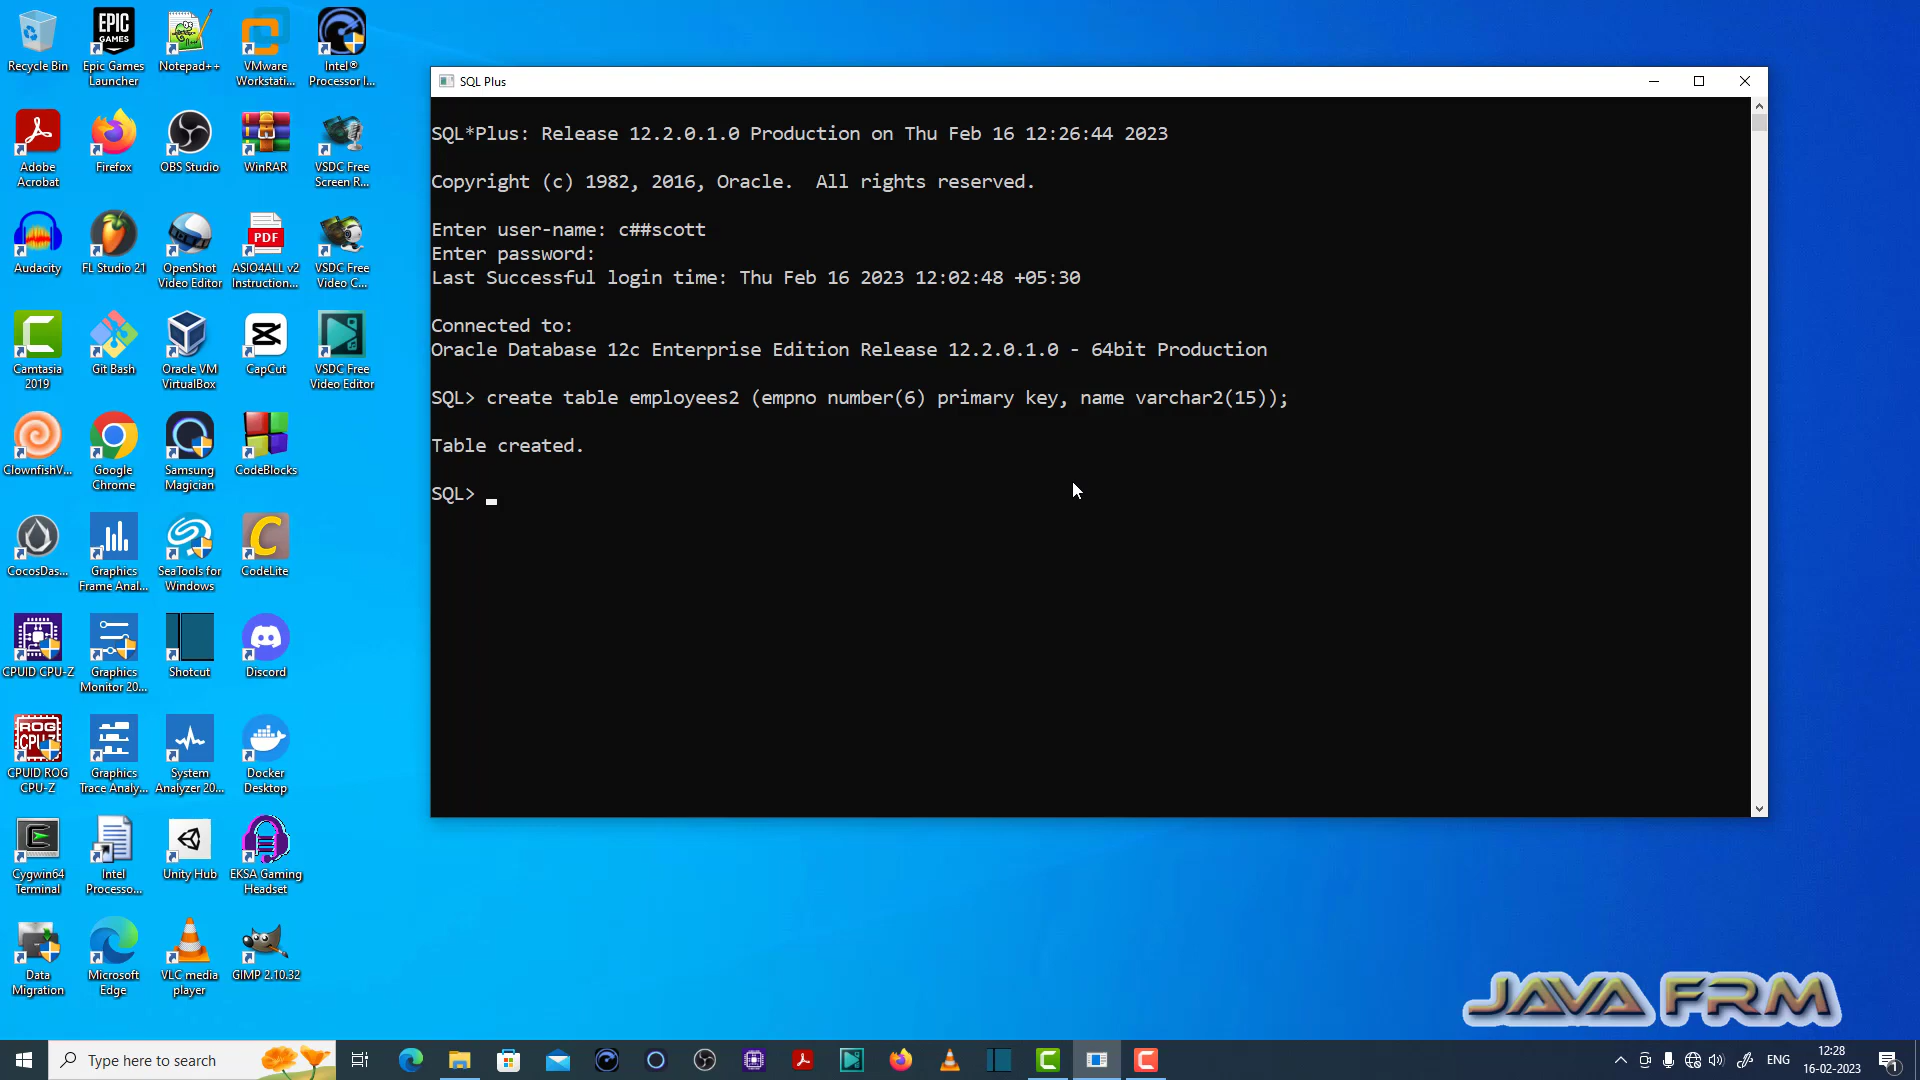 Recycle Bin
Epic Games
Launcher
Notepad++
VMware
Workstati...
Intel®
Processor I...
Adobe
Acrobat
Firefox
OBS Studio
WinRAR
VSDC Free
Screen R...
Audacity
FL Studio 21
OpenShot
Video Editor
PDF
ASIO4ALL v2
Instruction...
VSDC Free
Video C...
Camtasia
2019
Git Bash
Oracle VM
VirtualBox
CapCut
VSDC Free
Video Editor
ClownfishV...
Google
Chrome
Samsung
Magician
CodeBlocks
CocosDas...
Graphics
Frame Anal...
SeaTools for
Windows
CodeLite
CPUID CPU-Z
Graphics
Monitor 20...
Shotcut
Discord
CPUID ROG
CPU-Z
Graphics
Trace Analy...
System
Analyzer 20...
Docker
Desktop
Cygwin64
Terminal
Intel
Processo...
Unity Hub
EKSA Gaming
Headset
Data
Migration
Microsoft
Edge
VLC media
player
GIMP 2.10.32
SQL Plus
SQL*Plus: Release 12.2.0.1.0 Production on Thu Feb 16 12:26:44 2023
Copyright (c) 1982, 2016, Oracle.  All rights reserved.
Enter user-name: c##scott
Enter password:
Last Successful login time: Thu Feb 16 2023 12:02:48 +05:30
Connected to:
Oracle Database 12c Enterprise Edition Release 12.2.0.1.0 - 64bit Production
SQL> create table employees2 (empno number(6) primary key, name varchar2(15));
Table created.
SQL>
JAVA FRM
Type here to search
ENG
12:28
16-02-2023
1